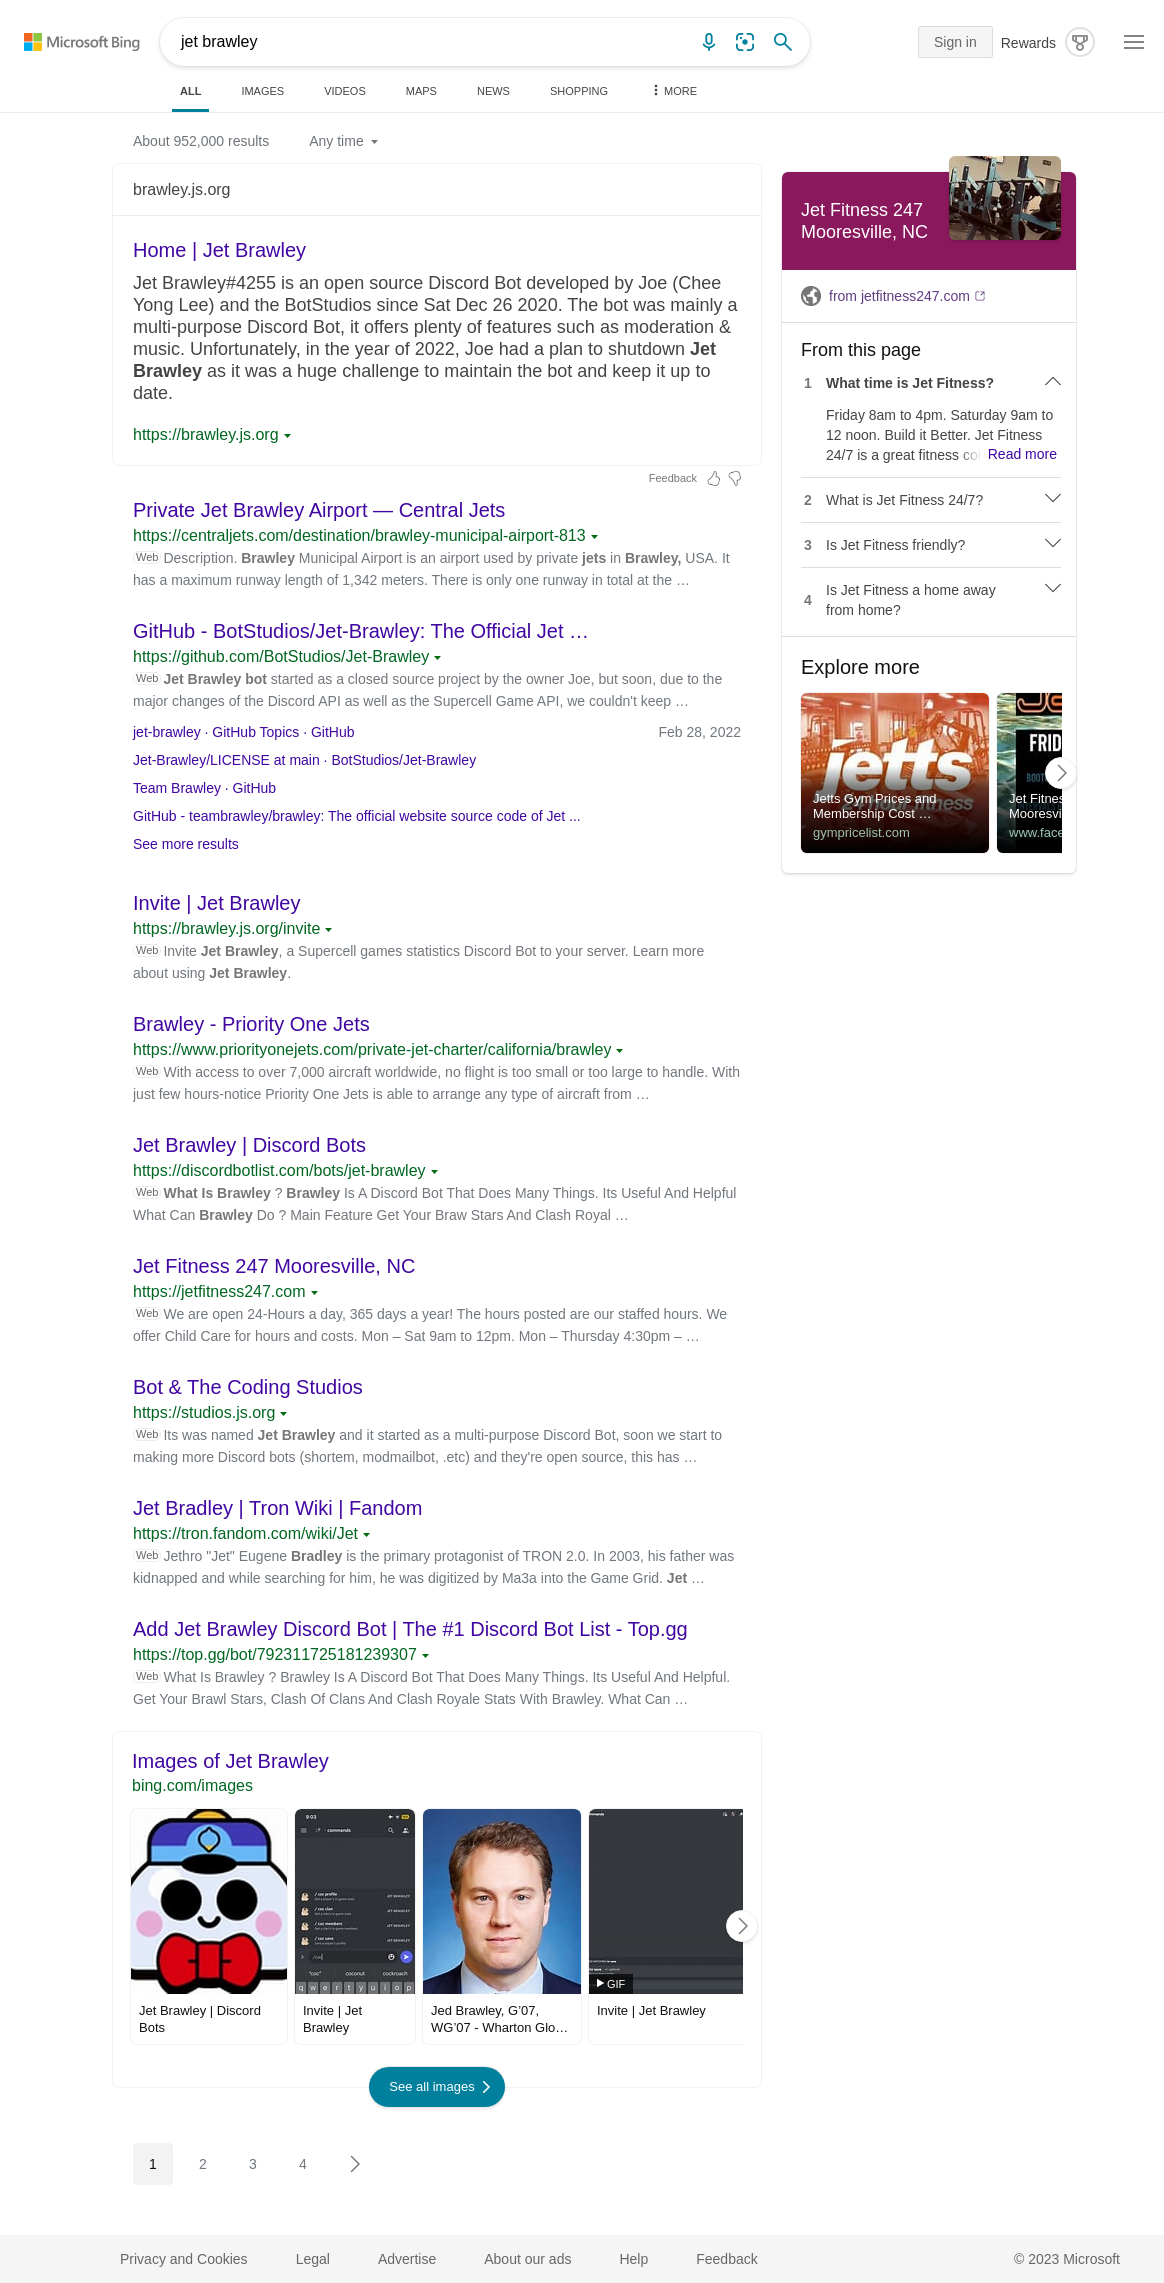 Microsoft Bing
jet brawley
Sign in
Rewards
ALL
IMAGES
VIDEOS
MAPS
NEWS
SHOPPING
MORE
About 952,000 results
Any time
brawley.js.org
Home | Jet Brawley
Jet Brawley#4255 is an open source Discord Bot developed by Joe (Chee
Yong Lee) and the BotStudios since Sat Dec 26 2020. The bot was mainly a
multi-purpose Discord Bot, it offers plenty of features such as moderation &
music. Unfortunately, in the year of 2022, Joe had a plan to shutdown Jet
Brawley as it was a huge challenge to maintain the bot and keep it up to
date.
https://brawley.js.org
Feedback
Private Jet Brawley Airport — Central Jets
https://centraljets.com/destination/brawley-municipal-airport-813
Web Description. Brawley Municipal Airport is an airport used by private jets in Brawley, USA. It
has a maximum runway length of 1,342 meters. There is only one runway in total at the …
GitHub - BotStudios/Jet-Brawley: The Official Jet …
https://github.com/BotStudios/Jet-Brawley
Web Jet Brawley bot started as a closed source project by the owner Joe, but soon, due to the
major changes of the Discord API as well as the Supercell Game API, we couldn't keep …
jet-brawley · GitHub Topics · GitHub
Feb 28, 2022
Jet-Brawley/LICENSE at main · BotStudios/Jet-Brawley
Team Brawley · GitHub
GitHub - teambrawley/brawley: The official website source code of Jet ...
See more results
Invite | Jet Brawley
https://brawley.js.org/invite
Web Invite Jet Brawley, a Supercell games statistics Discord Bot to your server. Learn more
about using Jet Brawley.
Brawley - Priority One Jets
https://www.priorityonejets.com/private-jet-charter/california/brawley
Web With access to over 7,000 aircraft worldwide, no flight is too small or too large to handle. With
just few hours-notice Priority One Jets is able to arrange any type of aircraft from …
Jet Brawley | Discord Bots
https://discordbotlist.com/bots/jet-brawley
Web What Is Brawley ? Brawley Is A Discord Bot That Does Many Things. Its Useful And Helpful
What Can Brawley Do ? Main Feature Get Your Braw Stars And Clash Royal …
Jet Fitness 247 Mooresville, NC
https://jetfitness247.com
Web We are open 24-Hours a day, 365 days a year! The hours posted are our staffed hours. We
offer Child Care for hours and costs. Mon – Sat 9am to 12pm. Mon – Thursday 4:30pm – …
Bot & The Coding Studios
https://studios.js.org
Web Its was named Jet Brawley and it started as a multi-purpose Discord Bot, soon we start to
making more Discord bots (shortem, modmailbot, .etc) and they're open source, this has …
Jet Bradley | Tron Wiki | Fandom
https://tron.fandom.com/wiki/Jet
Web Jethro "Jet" Eugene Bradley is the primary protagonist of TRON 2.0. In 2003, his father was
kidnapped and while searching for him, he was digitized by Ma3a into the Game Grid. Jet …
Add Jet Brawley Discord Bot | The #1 Discord Bot List - Top.gg
https://top.gg/bot/792311725181239307
Web What Is Brawley ? Brawley Is A Discord Bot That Does Many Things. Its Useful And Helpful.
Get Your Brawl Stars, Clash Of Clans And Clash Royale Stats With Brawley. What Can …
Images of Jet Brawley
bing.com/images
9:03
commands
/ coc profile
JET BRAWLEY
/ coc clan
JET BRAWLEY
/ coc members
JET BRAWLEY
/ coc save
JET BRAWLEY
/coc
"coc" coconut cockroach
q w e r t y u i o p
GIF
Jet Brawley | Discord
Bots
Invite | Jet
Brawley
Jed Brawley, G’07,
WG’07 - Wharton Glo…
Invite | Jet Brawley
See all images
1
2
3
4
Jet Fitness 247
Mooresville, NC
from jetfitness247.com
From this page
1 What time is Jet Fitness?
Friday 8am to 4pm. Saturday 9am to
12 noon. Build it Better. Jet Fitness
24/7 is a great fitness co Read more
2 What is Jet Fitness 24/7?
3 Is Jet Fitness friendly?
4 Is Jet Fitness a home away
from home?
Explore more
jetts
24 hour fitness
Jetts Gym Prices and
Membership Cost …
gympricelist.com
FRID
Jet Fitnes
Mooresvi
www.face
Privacy and Cookies
Legal
Advertise
About our ads
Help
Feedback
© 2023 Microsoft